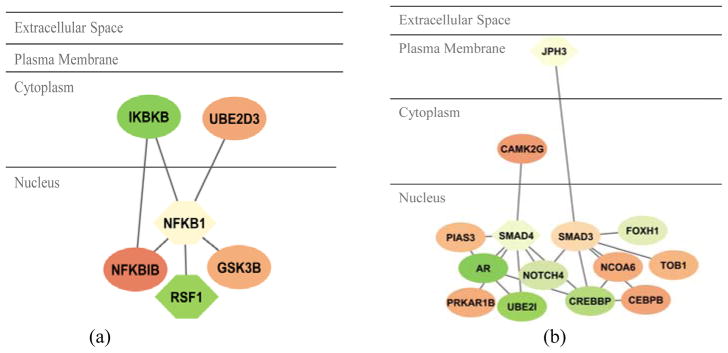 Extracellular Space
Plasma Membrane
Cytoplasm
IKBKB
UBE2D3
Nucleus
NFKB1
NFKBIB
GSK3B
RSF1
(a)
Extracellular Space
Plasma Membrane
JPH3
Cytoplasm
CAMK2G
Nucleus
PIAS3
SMAD4
SMAD3
FOXH1
AR
NOTCH4
NCOA6
TOB1
PRKAR1B
UBE2I
CREBBP
CEBPB
(b)